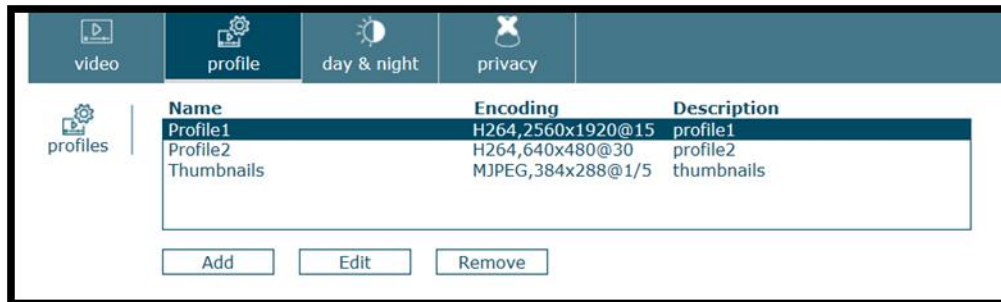 video profile day & night privacy
profiles
Name Encoding Description
Profile1 H264,2560x1920@15 profile1
Profile2 H264,640x480@30 profile2
Thumbnails MJPEG,384x288@1/5 thumbnails
Add Edit Remove